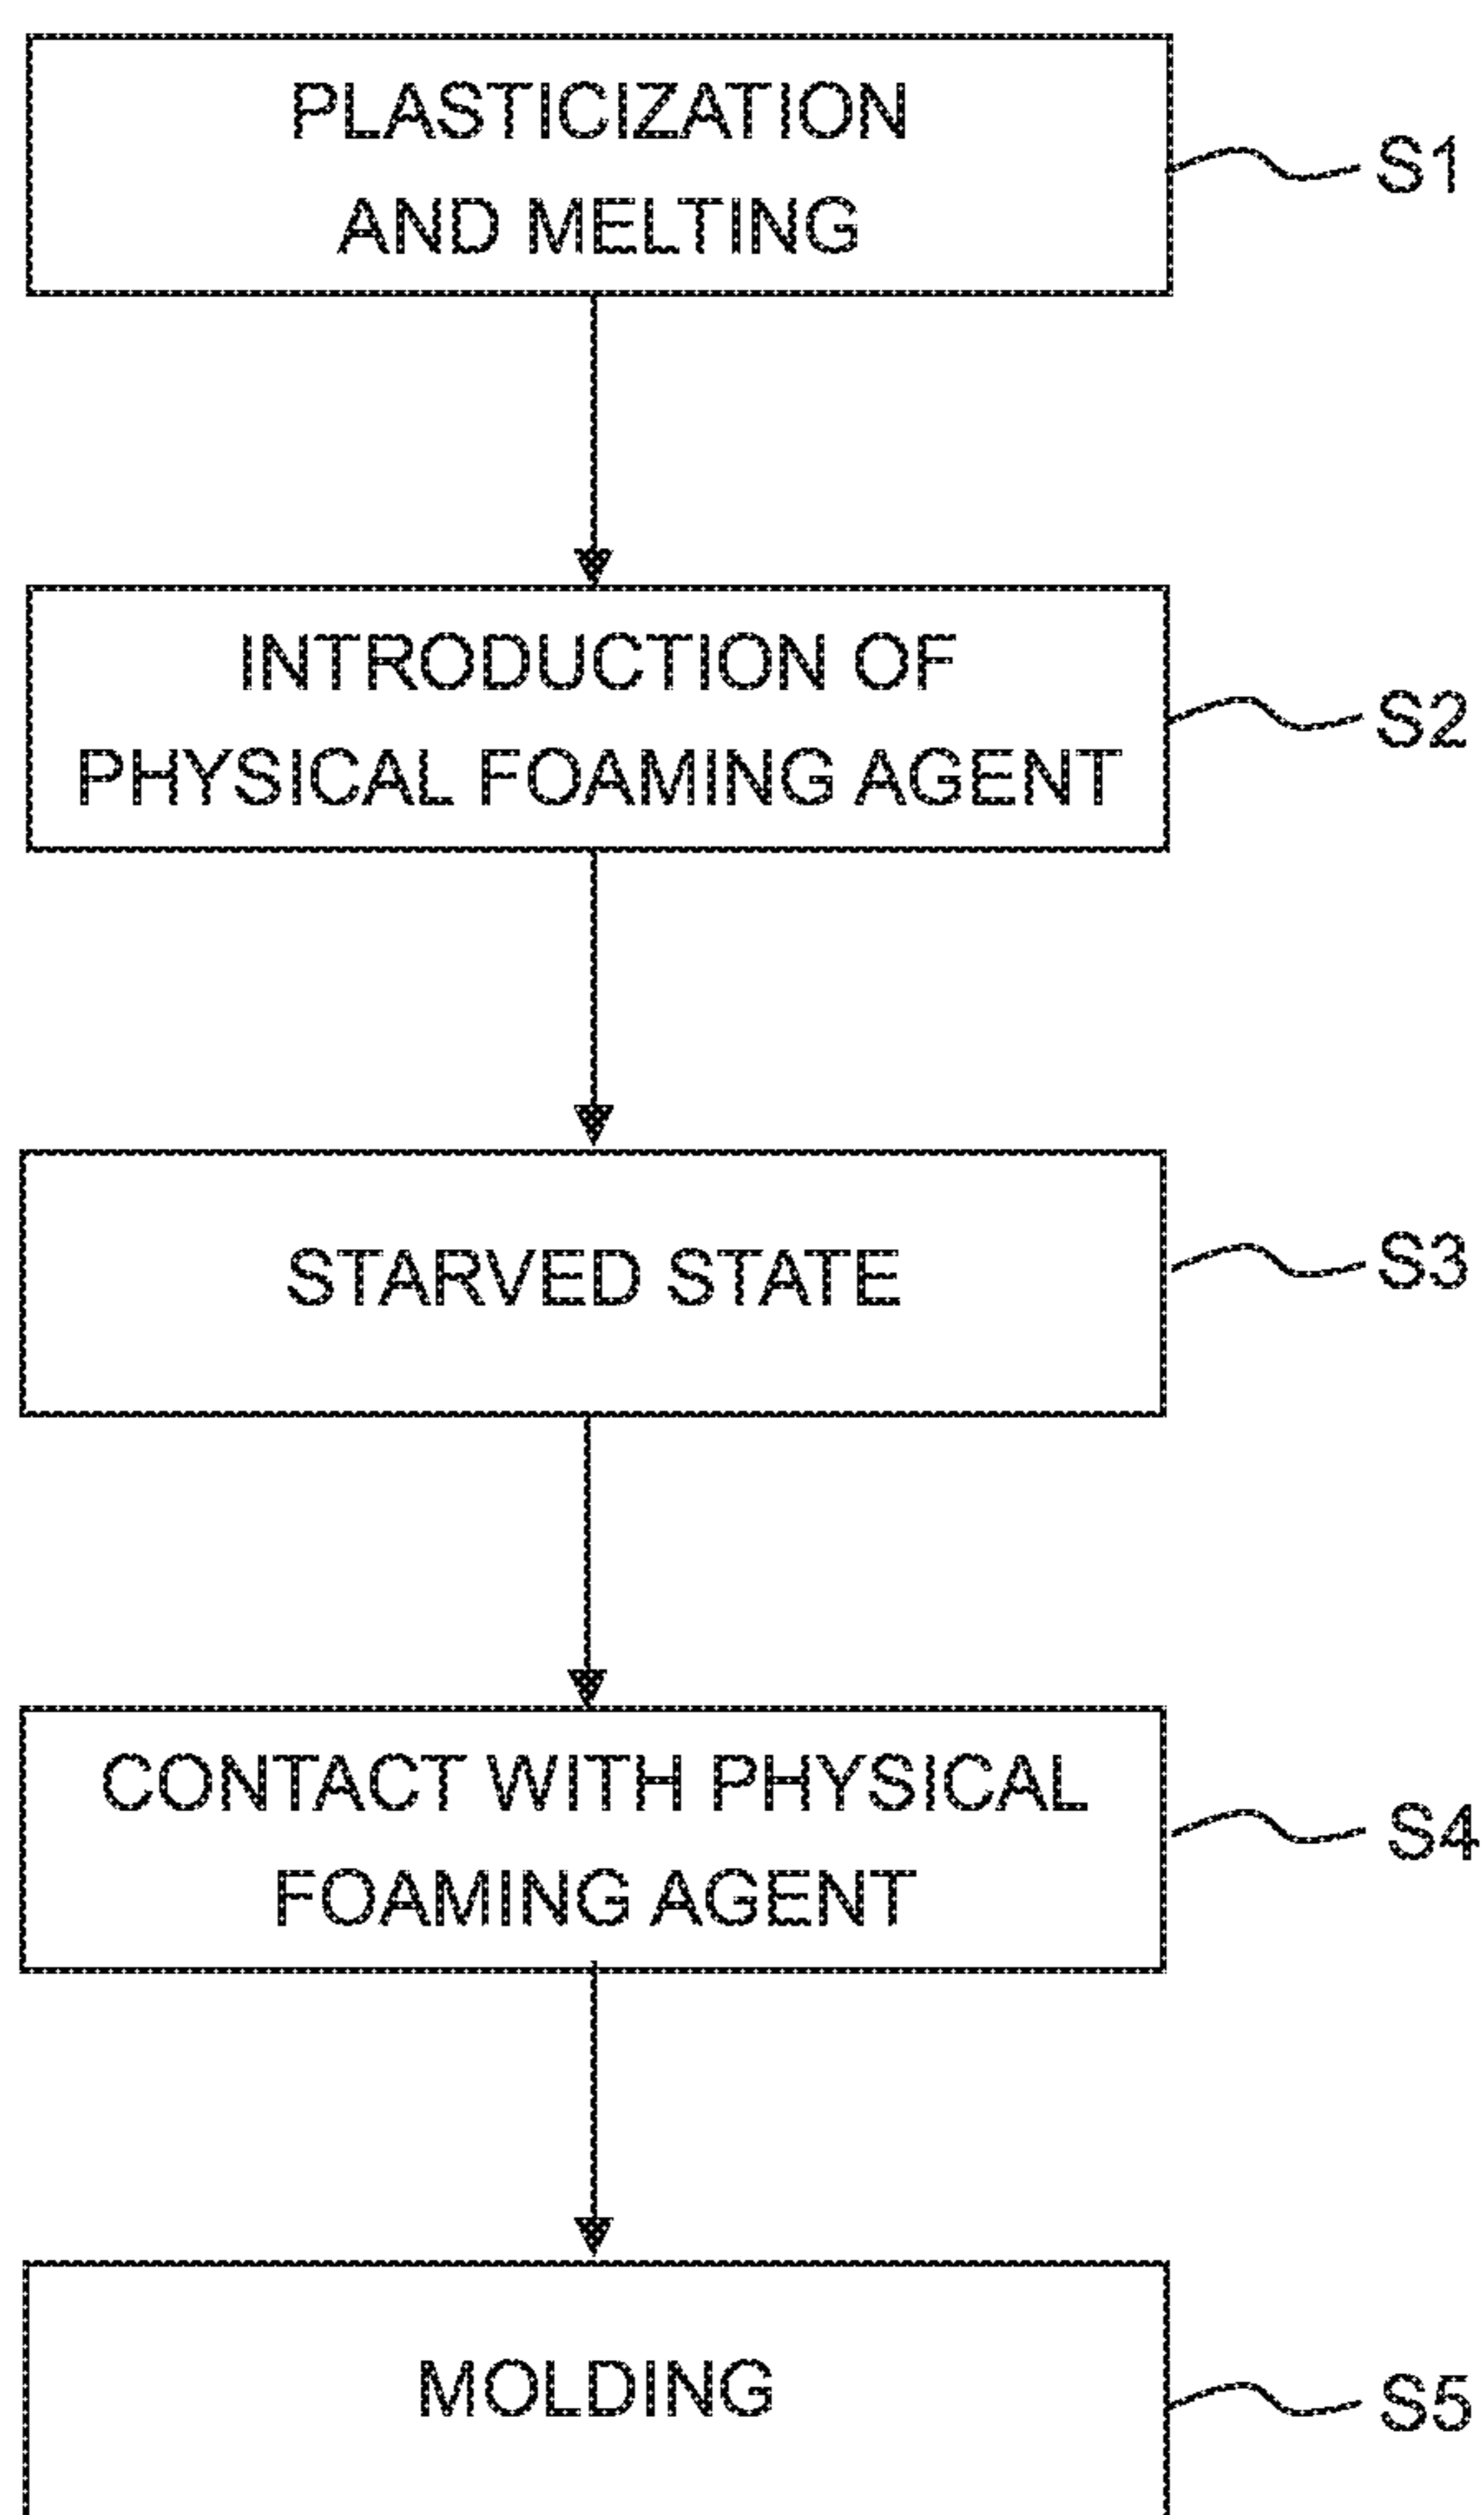 PLASTICIZATION
AND MELTING
S1
INTRODUCTION OF
PHYSICAL FOAMING AGENT
S2
STARVED STATE
S3
CONTACT WITH PHYSICAL
FOAMING AGENT
S4
MOLDING
S5